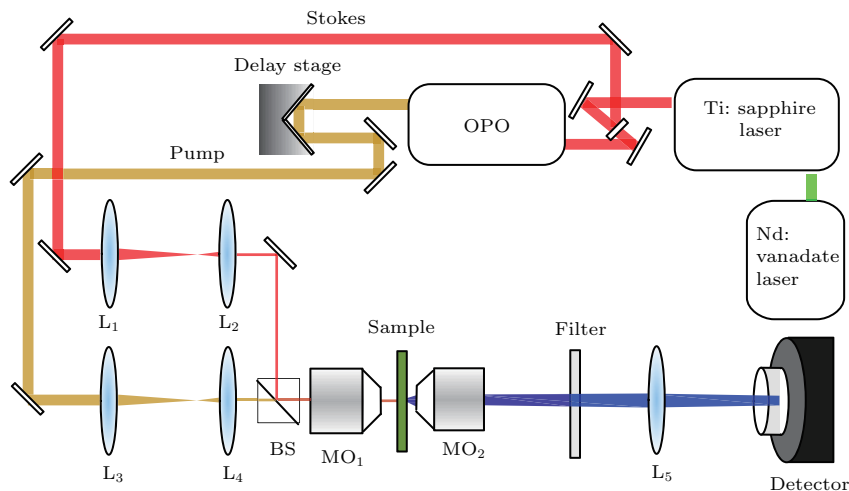 Stokes
Delay stage
OPO
Ti: sapphire
laser
Pump
Nd:
vanadate
laser
L1
L2
Sample
Filter
BS
MO1
MO2
L3
L4
L5
Detector